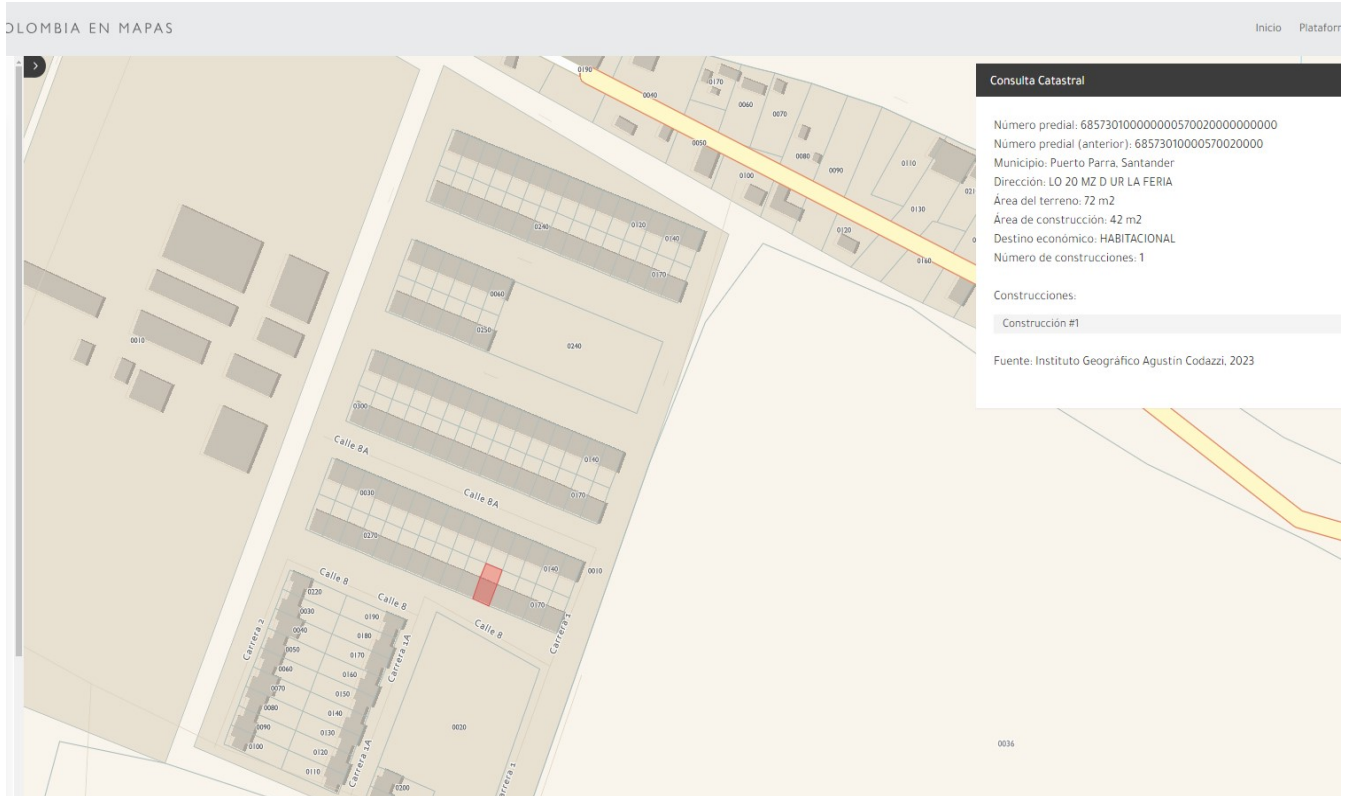 OLOMBIA EN MAPAS
Inicio Platafor
Consulta Catastral
Número predial: 685730100000000570020000000000
Número predial (anterior): 68573010000570020000
Municipio: Puerto Parra, Santander
Dirección: LO 20 MZ D UR LA FERIA
Área del terreno: 72 m2
Área de construcción: 42 m2
Destino económico: HABITACIONAL
Número de construcciones: 1
Construcciones:
Construcción #1
Fuente: Instituto Geográfico Agustín Codazzi, 2023
0190
0170
0040
0060
0070
0050
0080
0110
0090
0100
0210
0130
0120
0160
0240
0120
0140
0170
0060
0250
0240
0010
0300
Calle 8A
0140
0170
0030
Calle 8A
0270
0140
0010
0170
Calle 8
0220
Calle 8
0030
0190
Calle 8
Carrera 1
0040
0180
Carrera 2
0050
0170
Carrera 1A
0060
0160
0070
0150
0080
0140
0090
0130
0020
0100
0120
0036
0110
Carrera 1A
0200